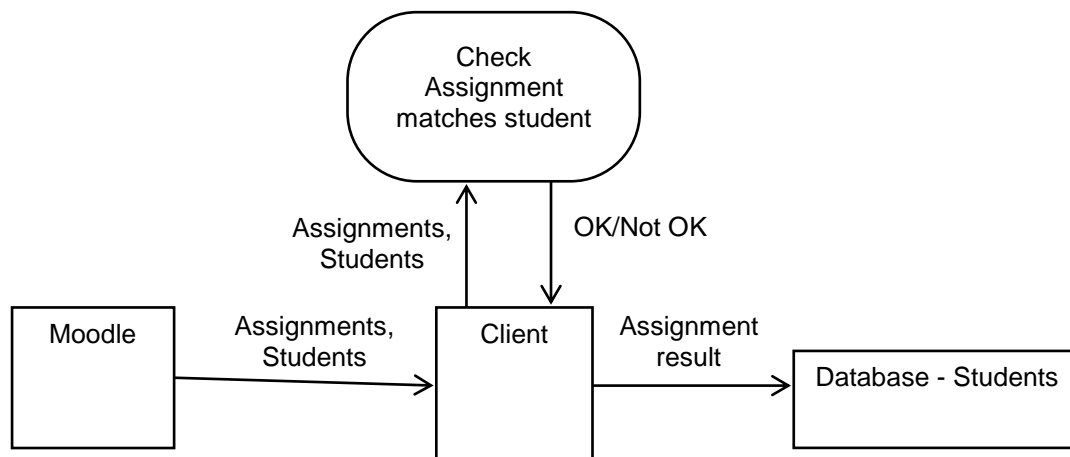 Check
Assignment
matches student
Assignments,
Students
OK/Not OK
Moodle
Assignments,
Students
Client
Assignment
result
Database - Students